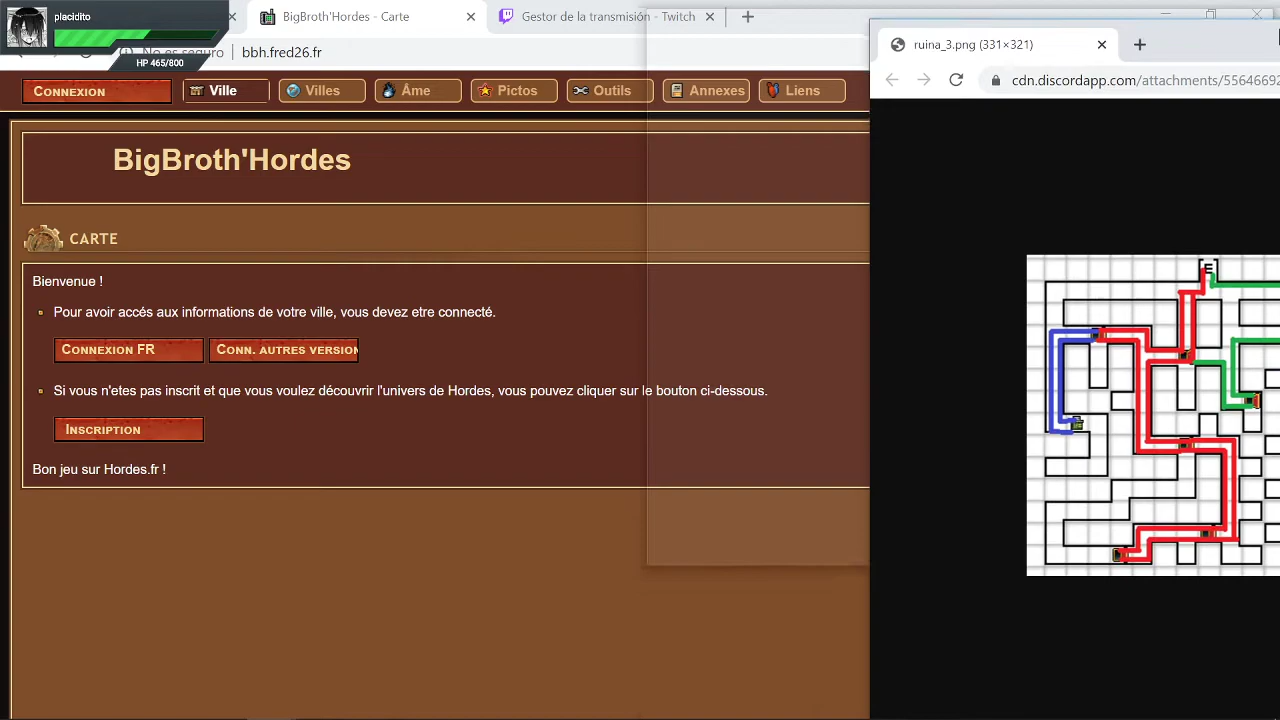 placidito
HP 465/800
BigBroth'Hordes - Carte
Gestor de la transmisión - Twitch
ruina_3.png (331×321)
No es seguro
bbh.fred26.fr
cdn.discordapp.com/attachments/55646692
CONNEXION
Ville
Villes
Âme
Pictos
Outils
Annexes
Liens
BigBroth'Hordes
CARTE
Bienvenue !
Pour avoir accés aux informations de votre ville, vous devez etre connecté.
CONNEXION FR
CONN. AUTRES VERSION
Si vous n'etes pas inscrit et que vous voulez découvrir l'univers de Hordes, vous pouvez cliquer sur le bouton ci-dessous.
INSCRIPTION
Bon jeu sur Hordes.fr !
[E]